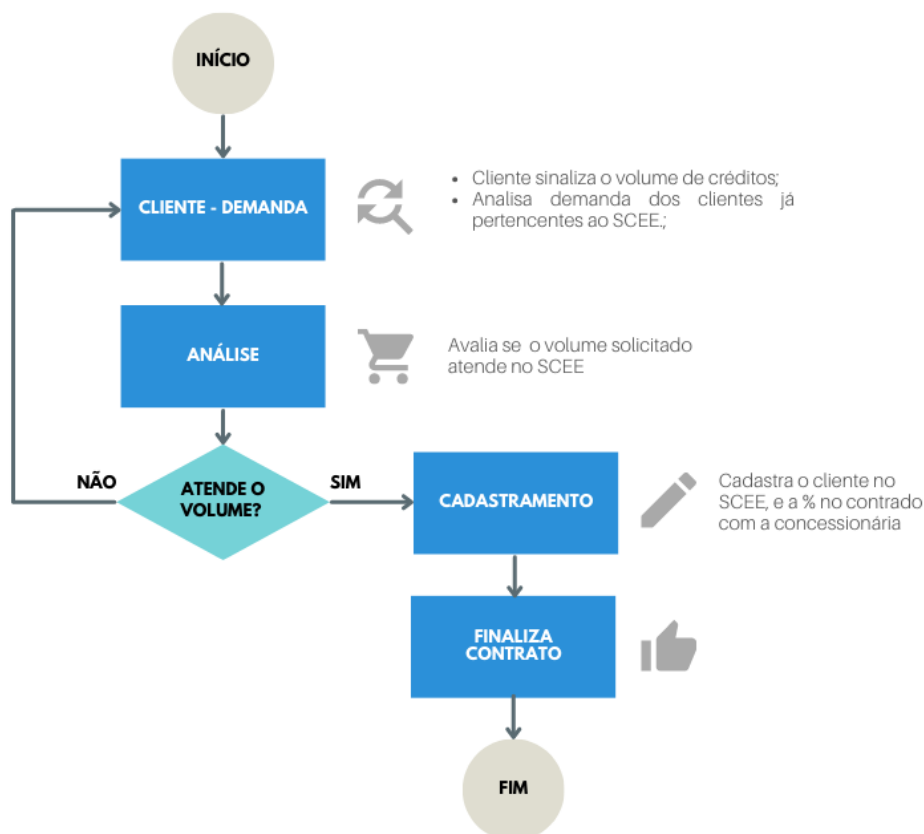 INÍCIO
CLIENTE - DEMANDA
• Cliente sinaliza o volume de créditos;
• Analisa demanda dos clientes já
pertencentes ao SCEE.;
ANÁLISE
Avalia se o volume solicitado
atende no SCEE
NÃO
ATENDE O
VOLUME?
SIM
CADASTRAMENTO
Cadastra o cliente no
SCEE, e a % no contrado
com a concessionária
FINALIZA
CONTRATO
FIM